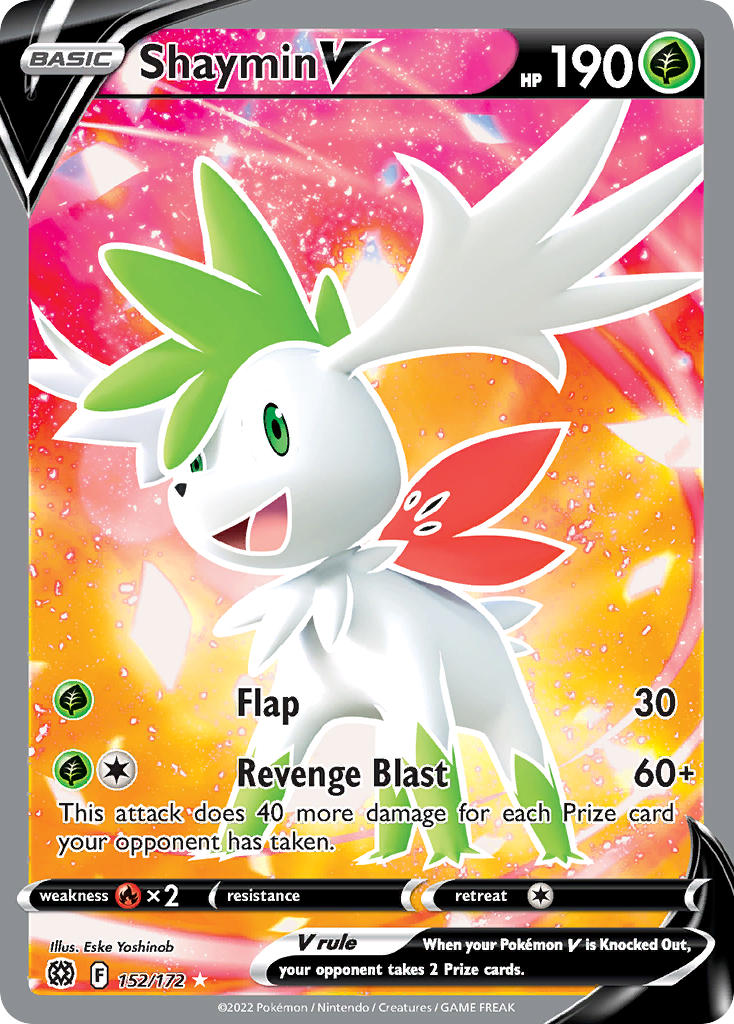 BASIC Shaymin V HP 190
Flap 30
Revenge Blast 60+
This attack does 40 more damage for each Prize card
your opponent has taken.
weakness ×2 resistance retreat
Illus. Eske Yoshinob
V rule When your Pokémon V is Knocked Out,
your opponent takes 2 Prize cards.
F 152/172
©2022 Pokémon / Nintendo / Creatures / GAME FREAK